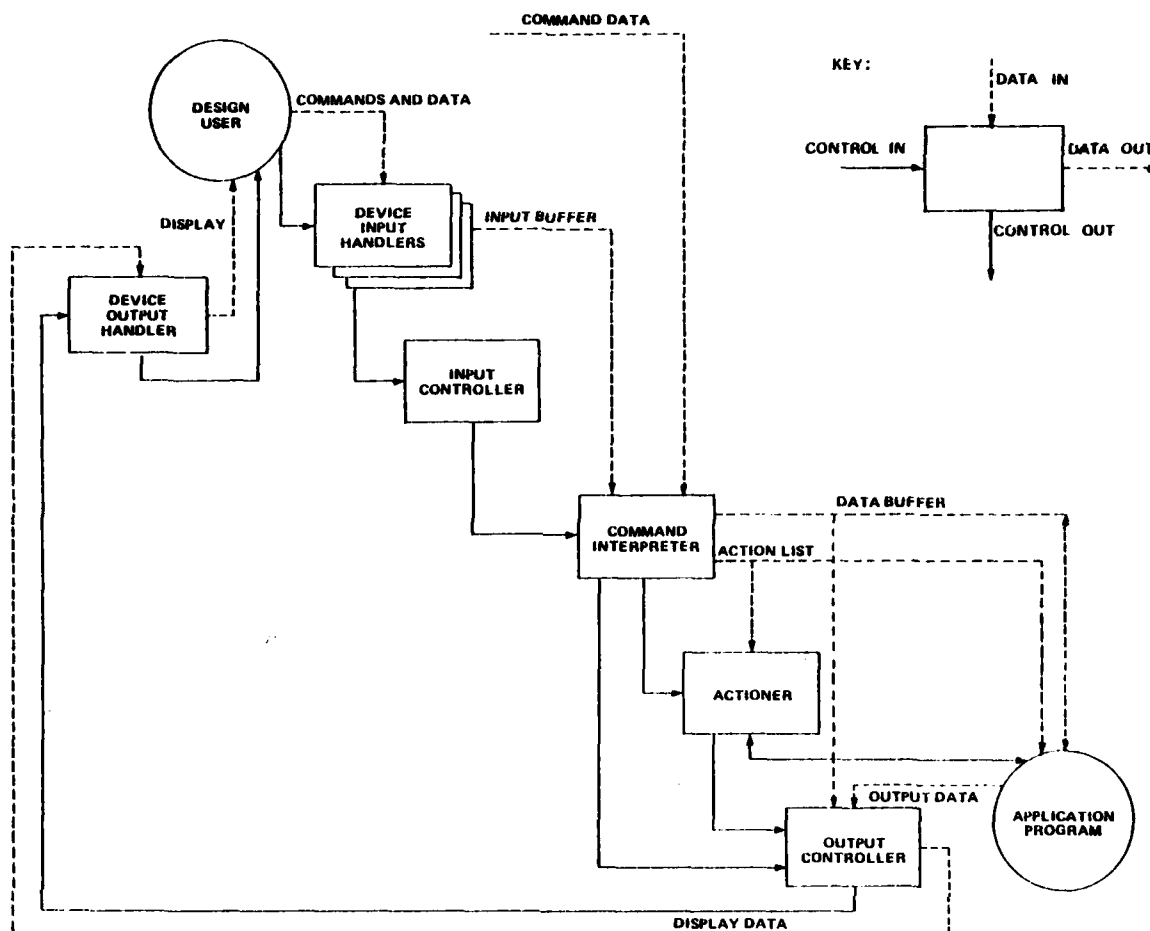 COMMAND DATA
KEY:
DATA IN
CONTROL IN
DATA OUT
CONTROL OUT
DESIGN
USER
COMMANDS AND DATA
DEVICE
INPUT
HANDLERS
INPUT BUFFER
DISPLAY
DEVICE
OUTPUT
HANDLER
INPUT
CONTROLLER
COMMAND
INTERPRETER
DATA BUFFER
ACTION LIST
ACTIONER
OUTPUT DATA
APPLICATION
PROGRAM
OUTPUT
CONTROLLER
DISPLAY DATA